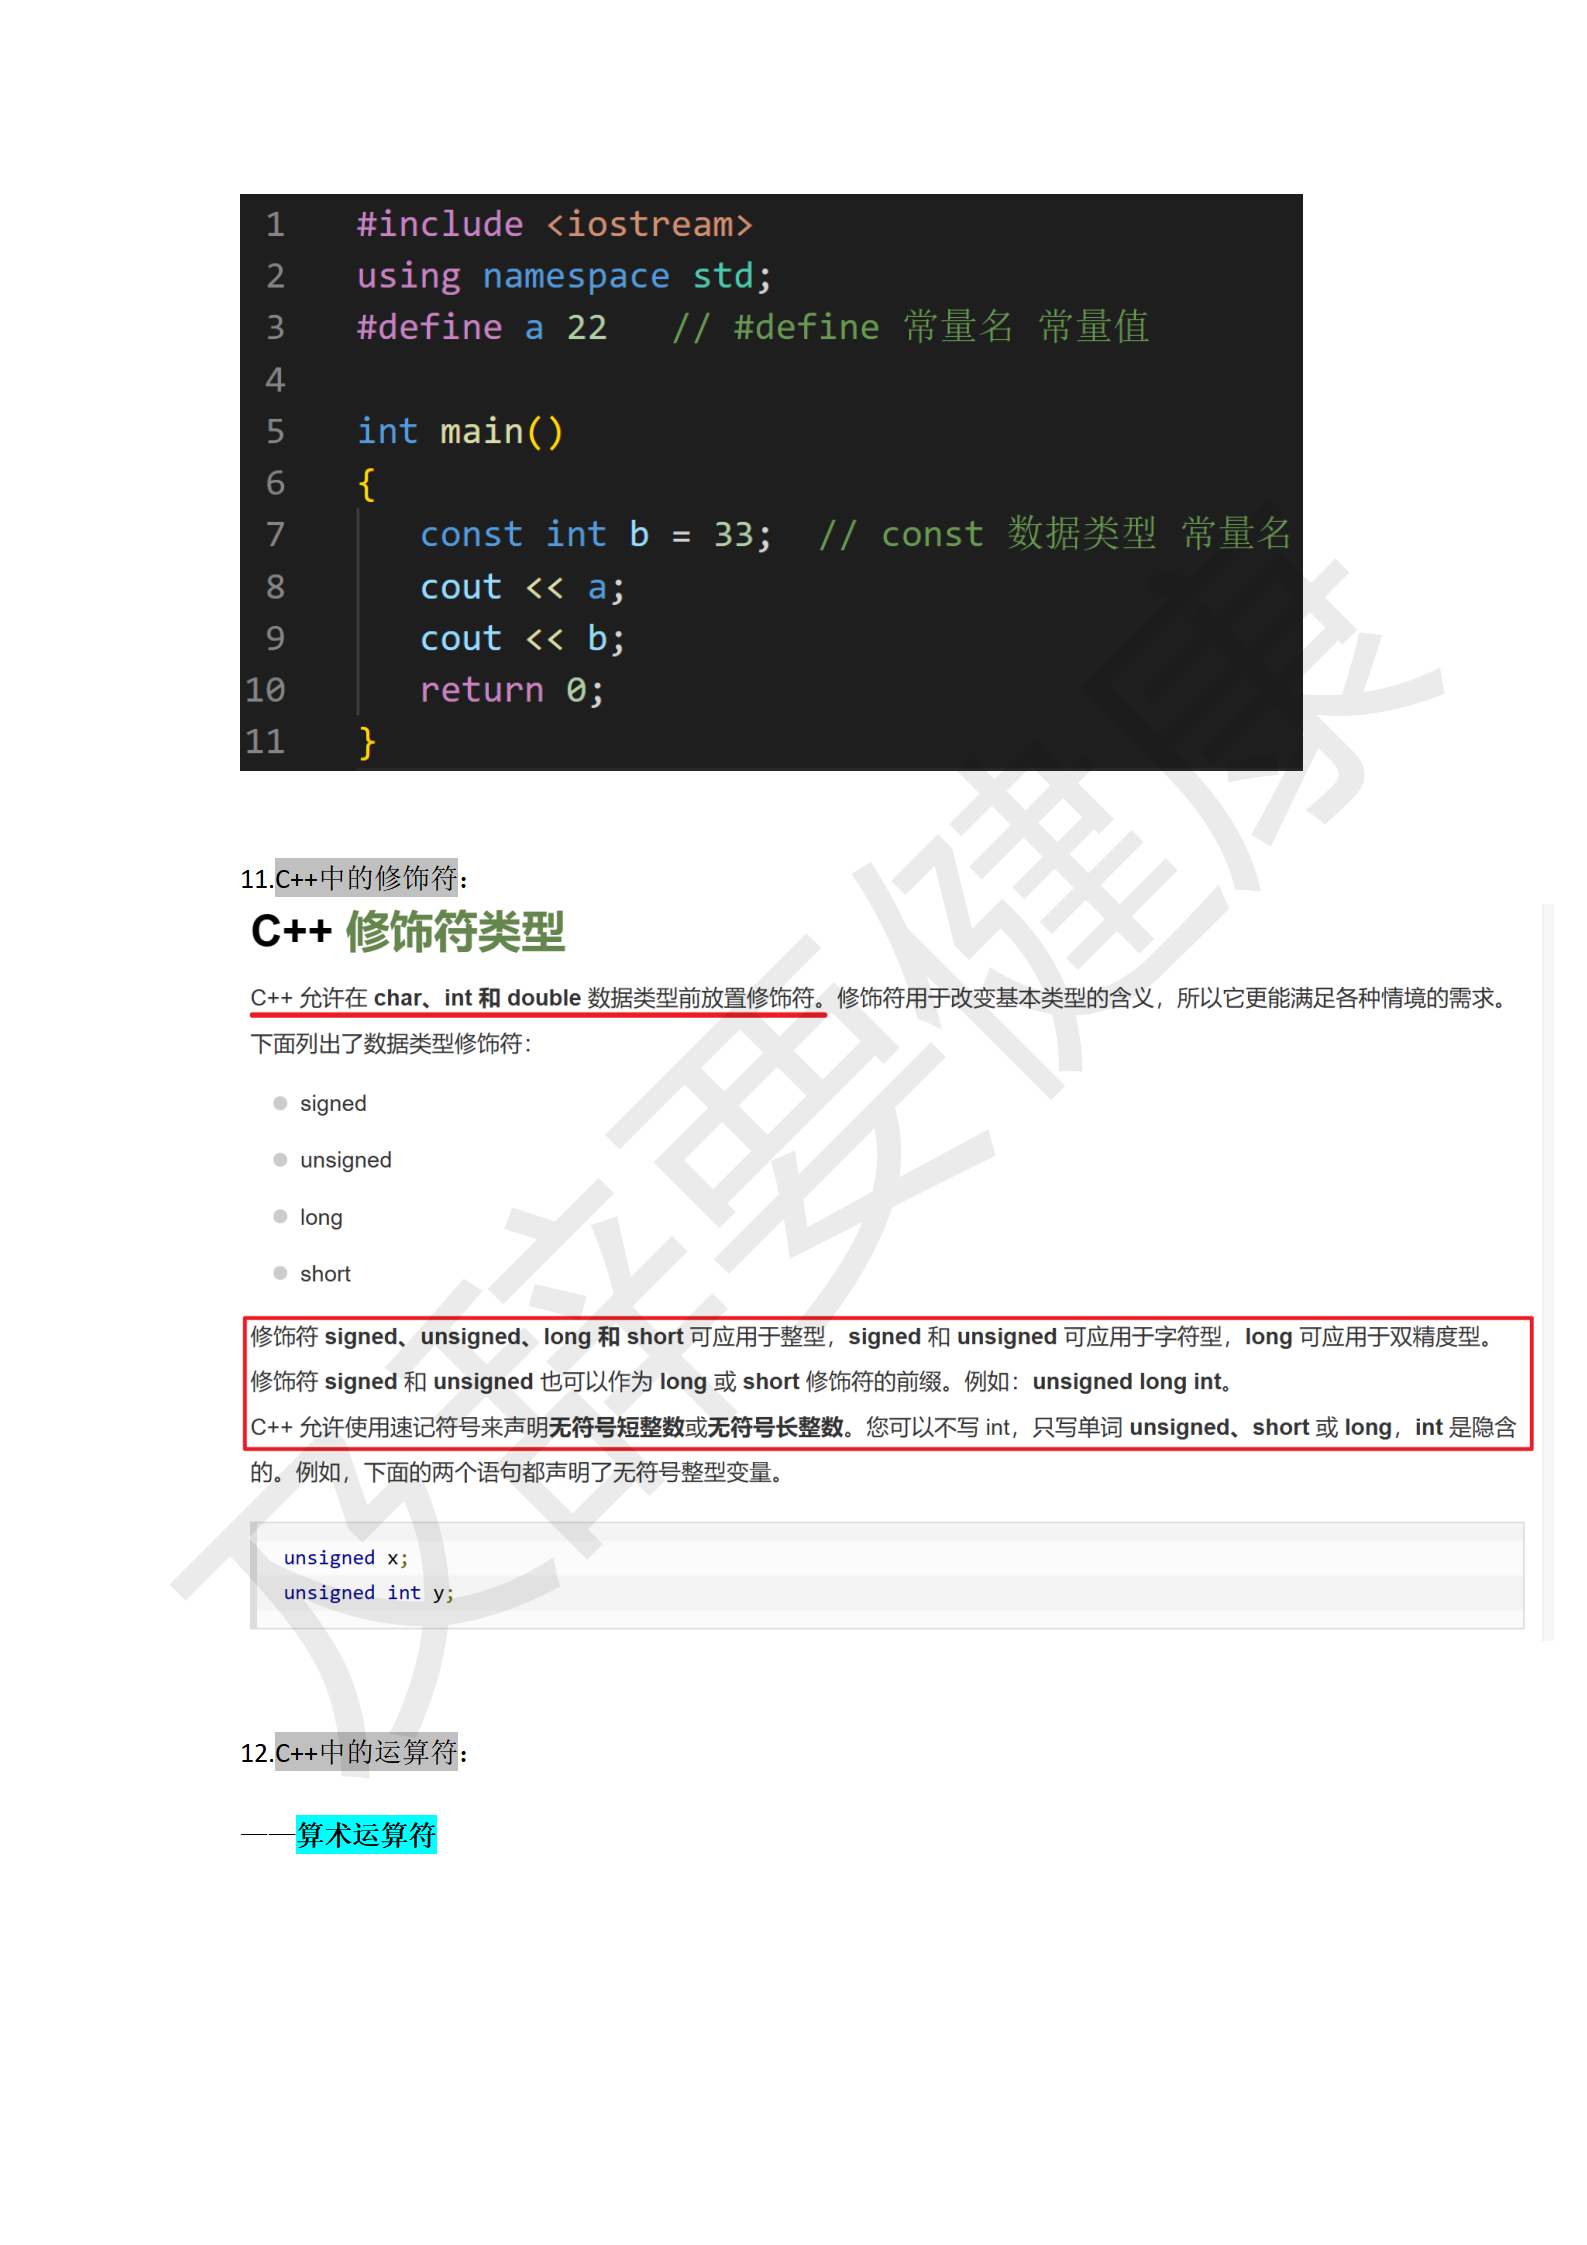 1 #include <iostream>
2 using namespace std;
3 #define a 22 // #define 常量名 常量值
4
5 int main()
6 {
7 const int b = 33; // const 数据类型 常量名
8 cout << a;
9 cout << b;
10 return 0;
11 }
11.C++中的修饰符：
C++ 修饰符类型
C++ 允许在 char、int 和 double 数据类型前放置修饰符。修饰符用于改变基本类型的含义，所以它更能满足各种情境的需求。
下面列出了数据类型修饰符：
signed
unsigned
long
short
修饰符 signed、unsigned、long 和 short 可应用于整型，signed 和 unsigned 可应用于字符型，long 可应用于双精度型。
修饰符 signed 和 unsigned 也可以作为 long 或 short 修饰符的前缀。例如：unsigned long int。
C++ 允许使用速记符号来声明无符号短整数或无符号长整数。您可以不写 int，只写单词 unsigned、short 或 long，int 是隐含
的。例如，下面的两个语句都声明了无符号整型变量。
unsigned x;
unsigned int y;
12.C++中的运算符：
——算术运算符
及辞要健康